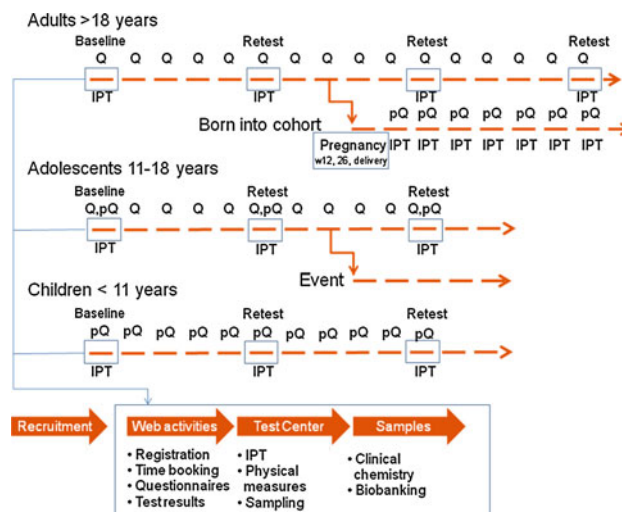 Adults >18 years
Baseline Retest Retest Retest
Q Q Q Q Q Q Q Q Q Q Q Q Q Q Q Q
IPT IPT IPT IPT
Born into cohort
pQ pQ pQ pQ pQ pQ pQ
IPT IPT IPT IPT IPT IPT IPT
Pregnancy
w12, 26, delivery
Adolescents 11-18 years
Baseline Retest Retest
Q,pQ Q Q Q Q Q,pQ Q Q Q Q Q,pQ
IPT IPT IPT
Event
Children < 11 years
Baseline Retest Retest
pQ pQ pQ pQ pQ pQ pQ pQ pQ pQ pQ
IPT IPT IPT
Recruitment Web activities Test Center Samples
• Registration
• Time booking
• Questionnaires
• Test results
• IPT
• Physical
measures
• Sampling
• Clinical
chemistry
• Biobanking